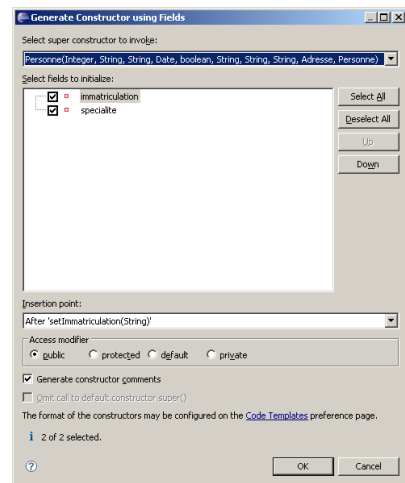 Generate Constructor using Fields
Select super constructor to invoke:
Personne(Integer, String, String, Date, boolean, String, String, String, Adresse, Personne)
Select fields to initialize:
immatriculation
specialite
Select All
Deselect All
Up
Down
Insertion point:
After 'setImmatriculation(String)'
Access modifier
public protected default private
Generate constructor comments
Omit call to default constructor super()
The format of the constructors may be configured on the Code Templates preference page.
i 2 of 2 selected.
? OK Cancel